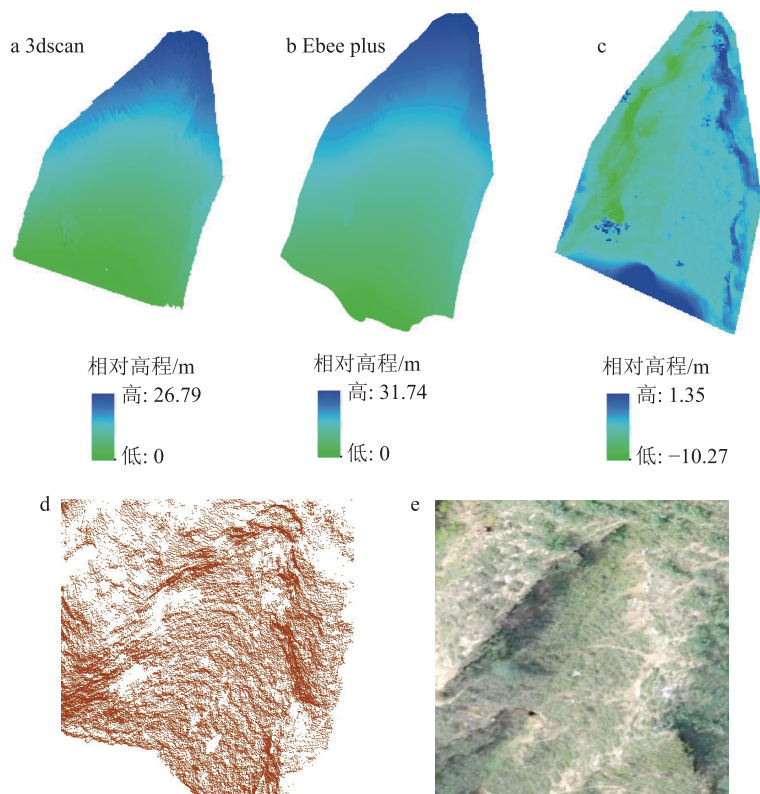 a 3dscan
b Ebee plus
c
相对高程/m
高: 26.79
低: 0
相对高程/m
高: 31.74
低: 0
相对高程/m
高: 1.35
低: −10.27
d
e